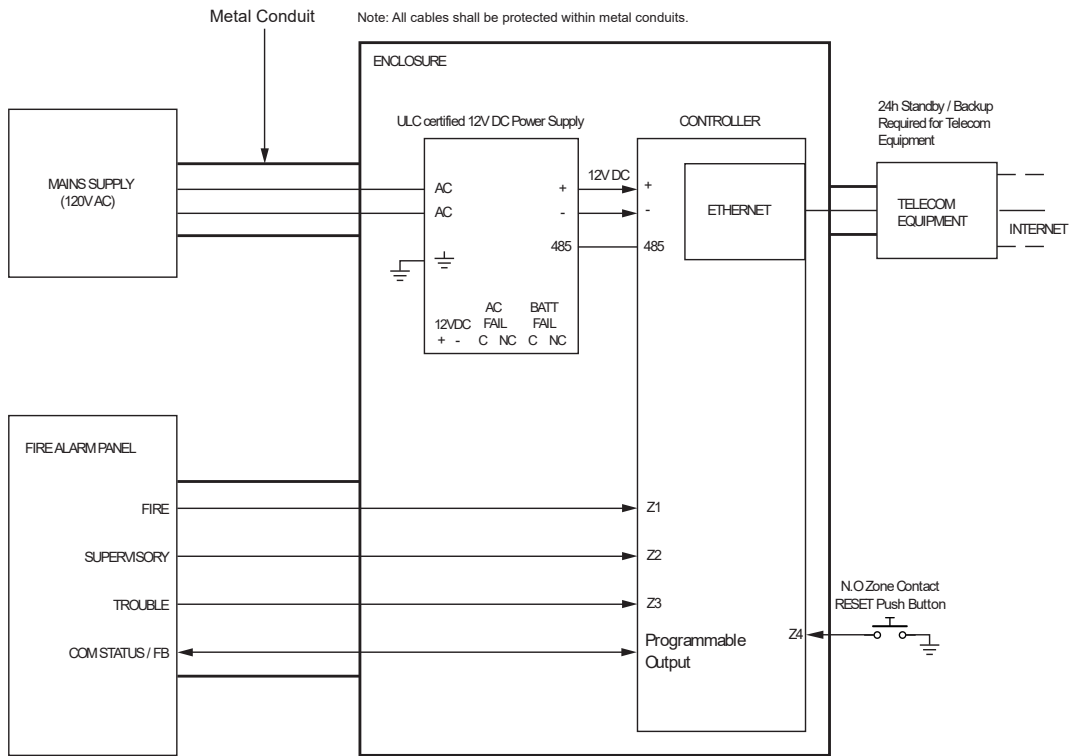 Metal Conduit
Note: All cables shall be protected within metal conduits.
ENCLOSURE
MAINS SUPPLY
(120V AC)
ULC certified 12V DC Power Supply
AC
AC
+
-
485
12VDC
+ -
AC
FAIL
C NC
BATT
FAIL
C NC
12V DC
CONTROLLER
+
-
485
ETHERNET
24h Standby / Backup
Required for Telecom
Equipment
TELECOM
EQUIPMENT
INTERNET
FIRE ALARM PANEL
FIRE
SUPERVISORY
TROUBLE
COM STATUS / FB
Z1
Z2
Z3
Programmable
Output
Z4
N.O Zone Contact
RESET Push Button